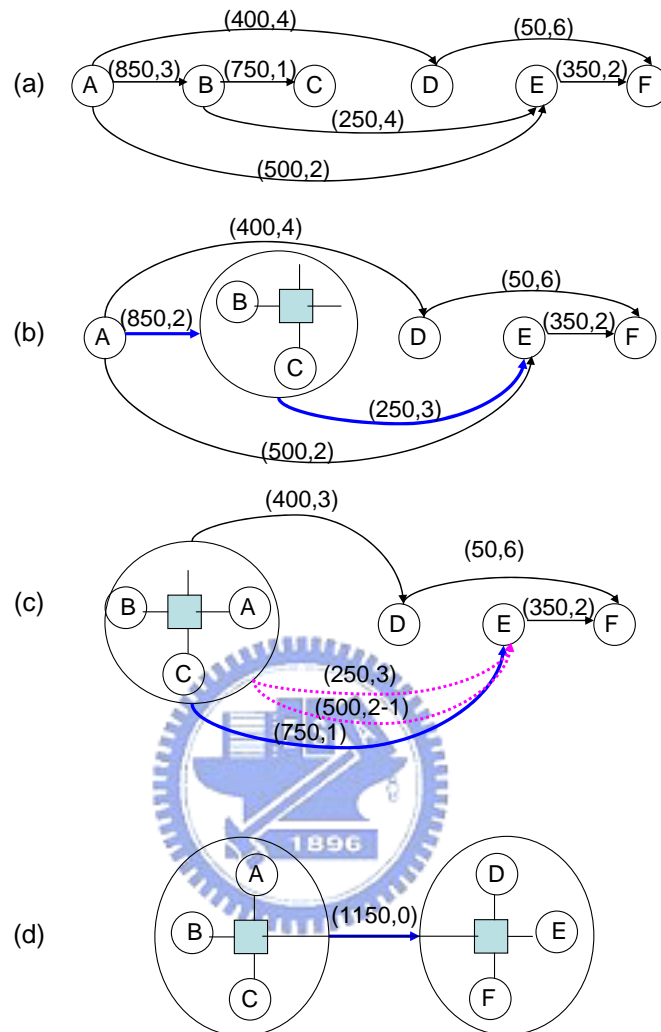 (400,4) (50,6)
(a) A (850,3) B (750,1) C D E (350,2) F
(250,4)
(500,2)
(400,4)
(50,6)
(b) A (850,2) B C D E (350,2) F
(250,3)
(500,2)
(400,3)
(50,6)
(c) B A C D E (350,2) F
(250,3)
(500,2-1)
(750,1)
1896
A D
(d) B (1150,0) E
C F